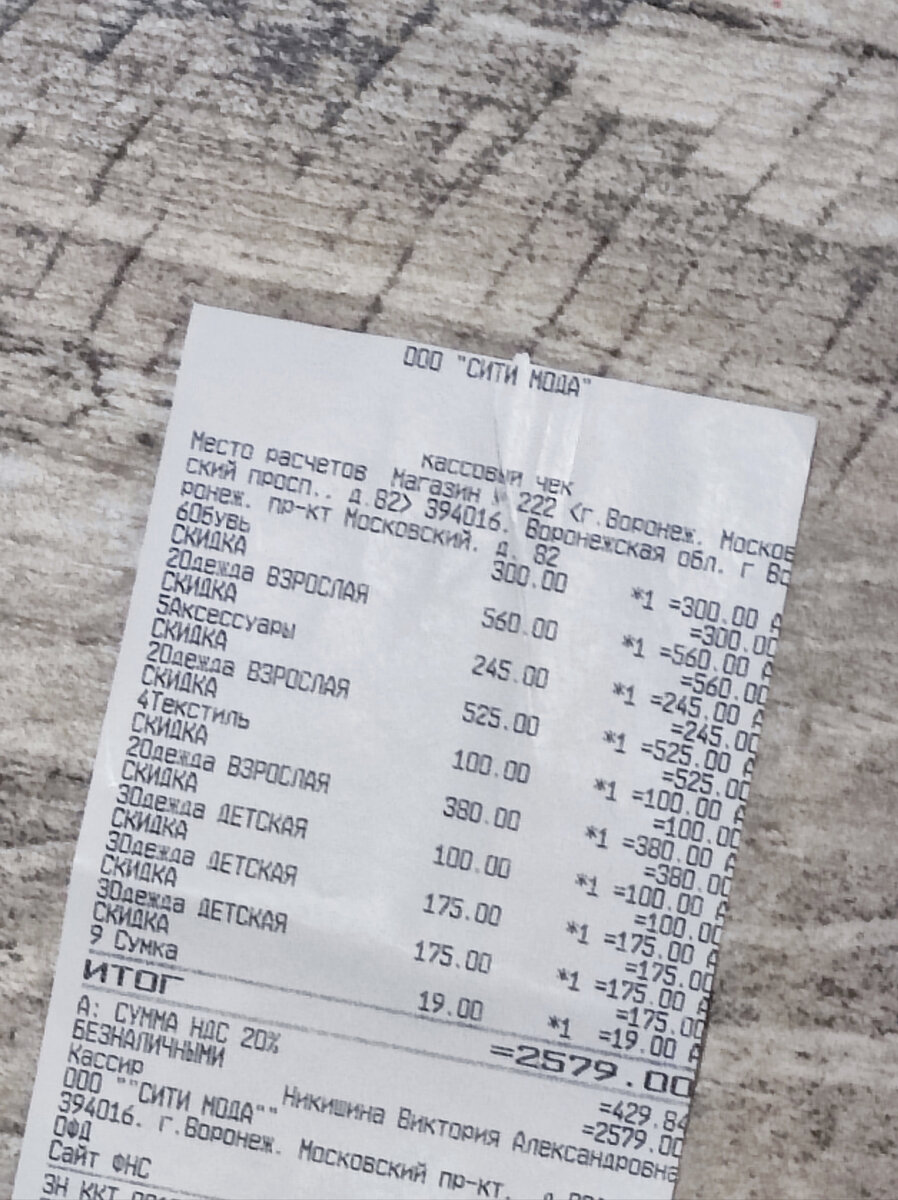 ООО "СИТИ МОДА"
кассовый чек
Место расчетов Магазин № 222 <г.Воронеж. Москов
ский просп.. д.82> 394016. Воронежская обл. г Во
ронеж. пр-кт Московский. д. 82
6Обувь 300.00 *1 =300.00 А
СКИДКА =300.00
2Одежда ВЗРОСЛАЯ 560.00 *1 =560.00 А
СКИДКА =560.00
5Аксессуары 245.00 *1 =245.00 А
СКИДКА =245.00
2Одежда ВЗРОСЛАЯ 525.00 *1 =525.00 А
СКИДКА =525.00
4Текстиль 100.00 *1 =100.00 А
СКИДКА =100.00
2Одежда ВЗРОСЛАЯ 380.00 *1 =380.00 А
СКИДКА =380.00
3Одежда ДЕТСКАЯ 100.00 *1 =100.00 А
СКИДКА =100.00
3Одежда ДЕТСКАЯ 175.00 *1 =175.00 А
СКИДКА =175.00
3Одежда ДЕТСКАЯ 175.00 *1 =175.00 А
СКИДКА =175.00
9 Сумка 19.00 *1 =19.00 А
ИТОГ =2579.00
А: СУММА НДС 20% =429.84
БЕЗНАЛИЧНЫМИ =2579.00
Кассир Никишина Виктория Александровна
ООО ""СИТИ МОДА""
394016. г.Воронеж. Московский пр-кт.
ОФД
Сайт ФНС
ЗН ККТ